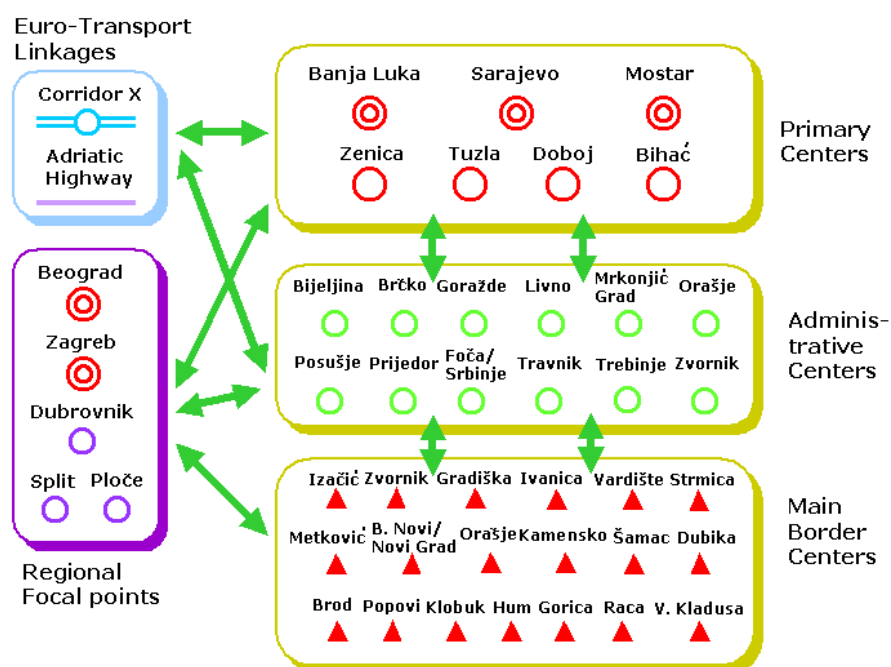 Euro-Transport
Linkages
Corridor X
Adriatic
Highway
Beograd
Zagreb
Dubrovnik
Split Ploče
Regional
Focal points
Banja Luka Sarajevo Mostar
Zenica Tuzla Doboj Bihać
Primary
Centers
Bijeljina Brčko Goražde Livno Mrkonjić Grad Orašje
Posušje Prijedor Foča/ Srbinje Travnik Trebinje Zvornik
Adminis-
trative
Centers
Izačić Zvornik Gradiška Ivanica Vardište Strmica
Metković B. Novi/ Novi Grad Orašje Kamensko Šamac Dubika
Brod Popovi Klobuk Hum Gorica Raca V. Kladusa
Main
Border
Centers